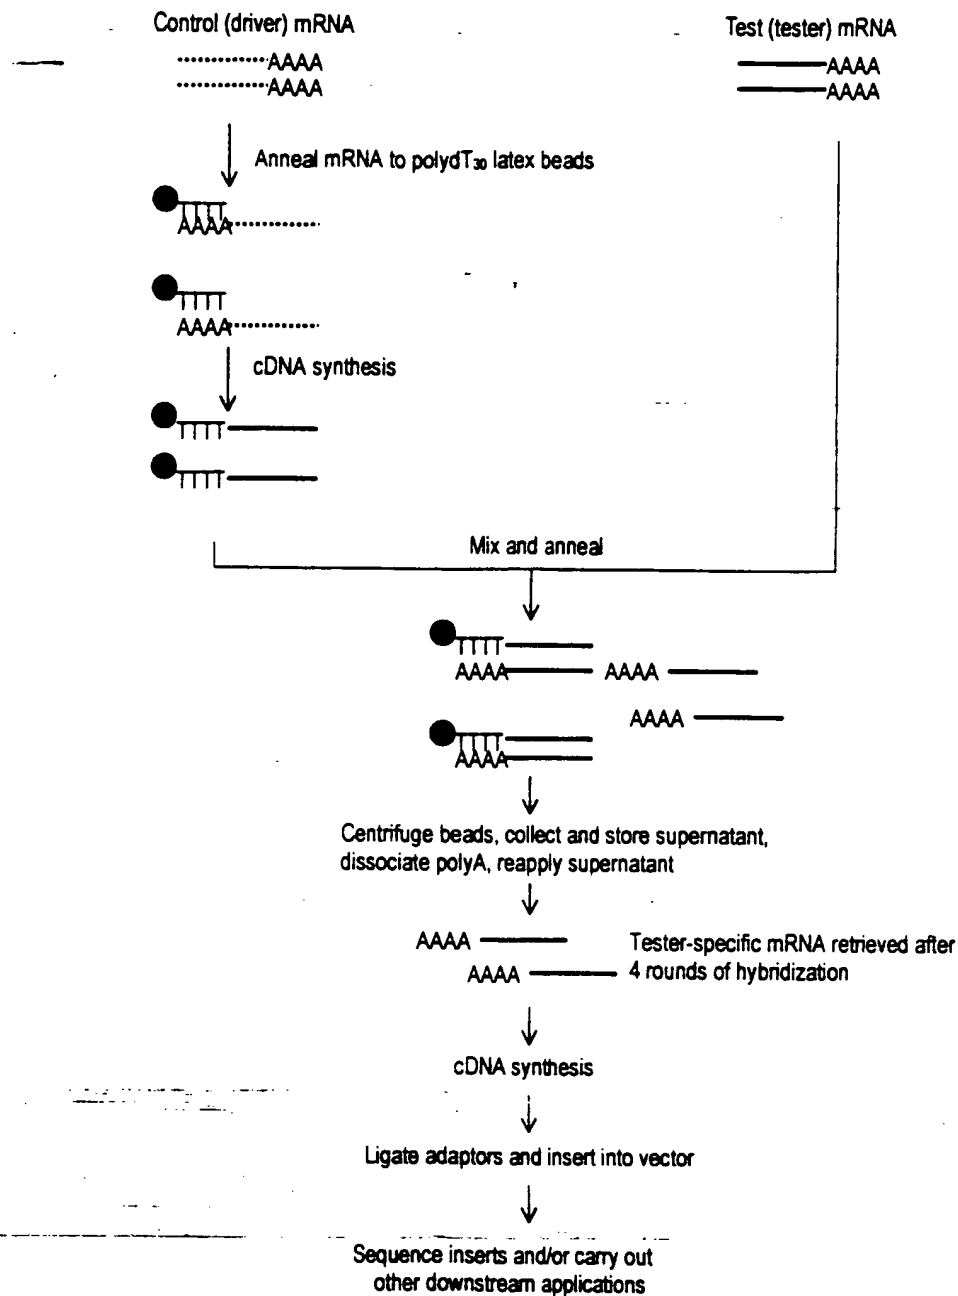 Control (driver) mRNA
Test (tester) mRNA
AAAA
AAAA
AAAA
AAAA
Anneal mRNA to polydT₃₀ latex beads
TTTT
AAAA
TTTT
AAAA
cDNA synthesis
TTTT
TTTT
Mix and anneal
TTTT
AAAA
AAAA
AAAA
TTTT
AAAA
Centrifuge beads, collect and store supernatant,
dissociate polyA, reapply supernatant
AAAA
Tester-specific mRNA retrieved after
AAAA
4 rounds of hybridization
cDNA synthesis
Ligate adaptors and insert into vector
Sequence inserts and/or carry out
other downstream applications